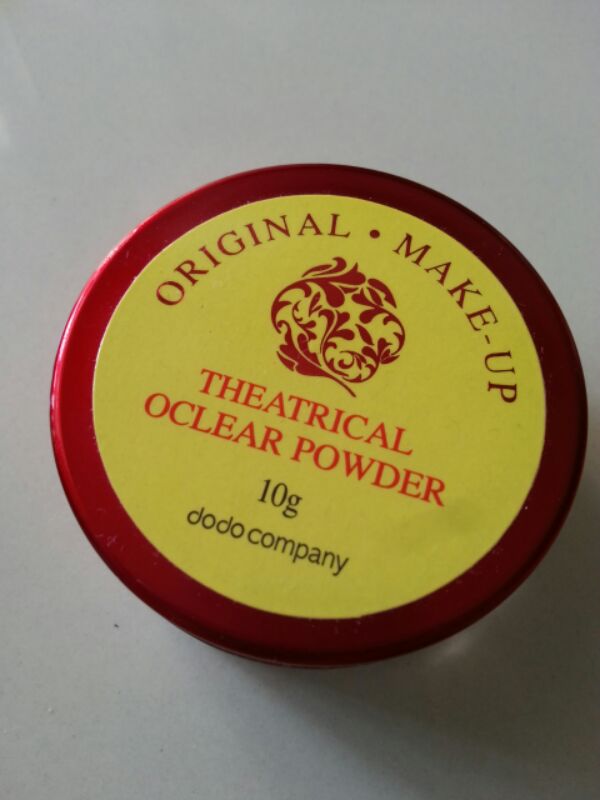 ORIGINAL • MAKE-UP
THEATRICAL
OCLEAR POWDER
10g
dodo company